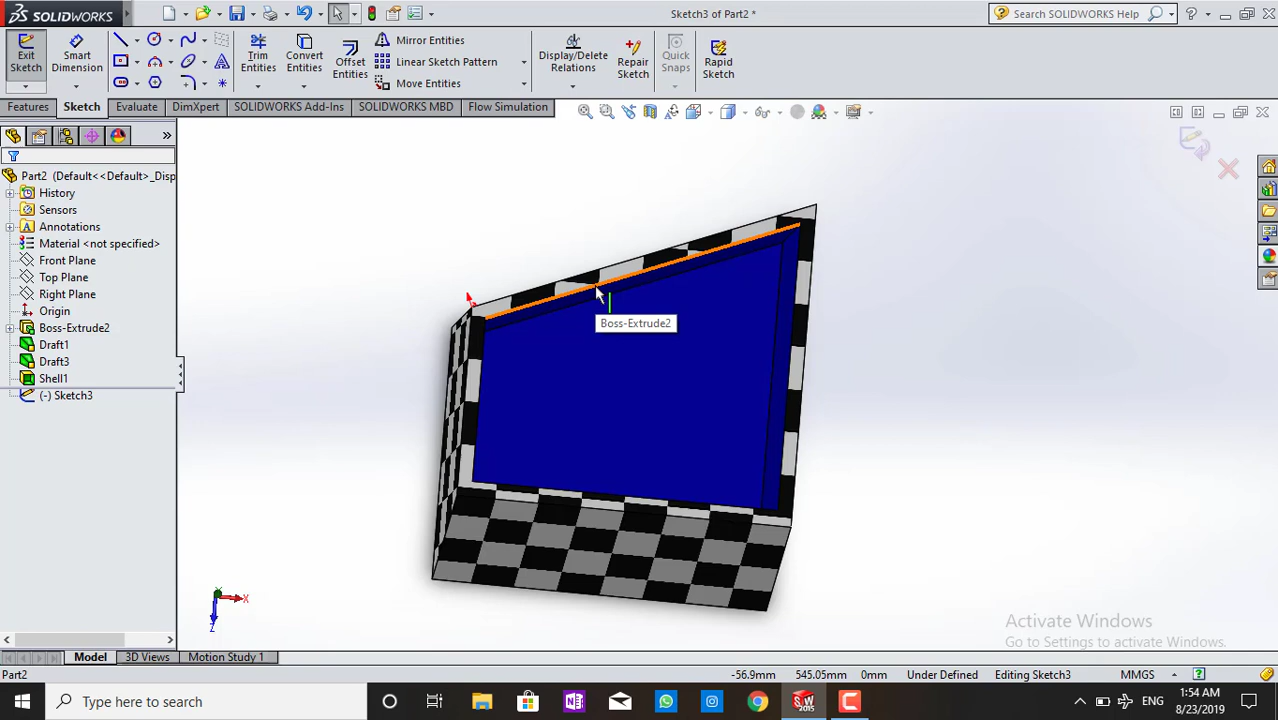 SOLIDWORKS
Sketch3 of Part2 *
Search SOLIDWORKS Help
Exit Sketch
Smart Dimension
Trim Entities
Convert Entities
Offset Entities
Mirror Entities
Linear Sketch Pattern
Move Entities
Display/Delete Relations
Repair Sketch
Quick Snaps
Rapid Sketch
Features
Sketch
Evaluate
DimXpert
SOLIDWORKS Add-Ins
SOLIDWORKS MBD
Flow Simulation
Part2 (Default<<Default>_Disp
History
Sensors
Annotations
Material <not specified>
Front Plane
Top Plane
Right Plane
Origin
Boss-Extrude2
Draft1
Draft3
Shell1
(-) Sketch3
Boss-Extrude2
X
Z
Activate Windows
Go to Settings to activate Windows.
Model
3D Views
Motion Study 1
Part2
-56.9mm
545.05mm
0mm
Under Defined
Editing Sketch3
MMGS
Type here to search
SW 2015
ENG
1:54 AM
8/23/2019